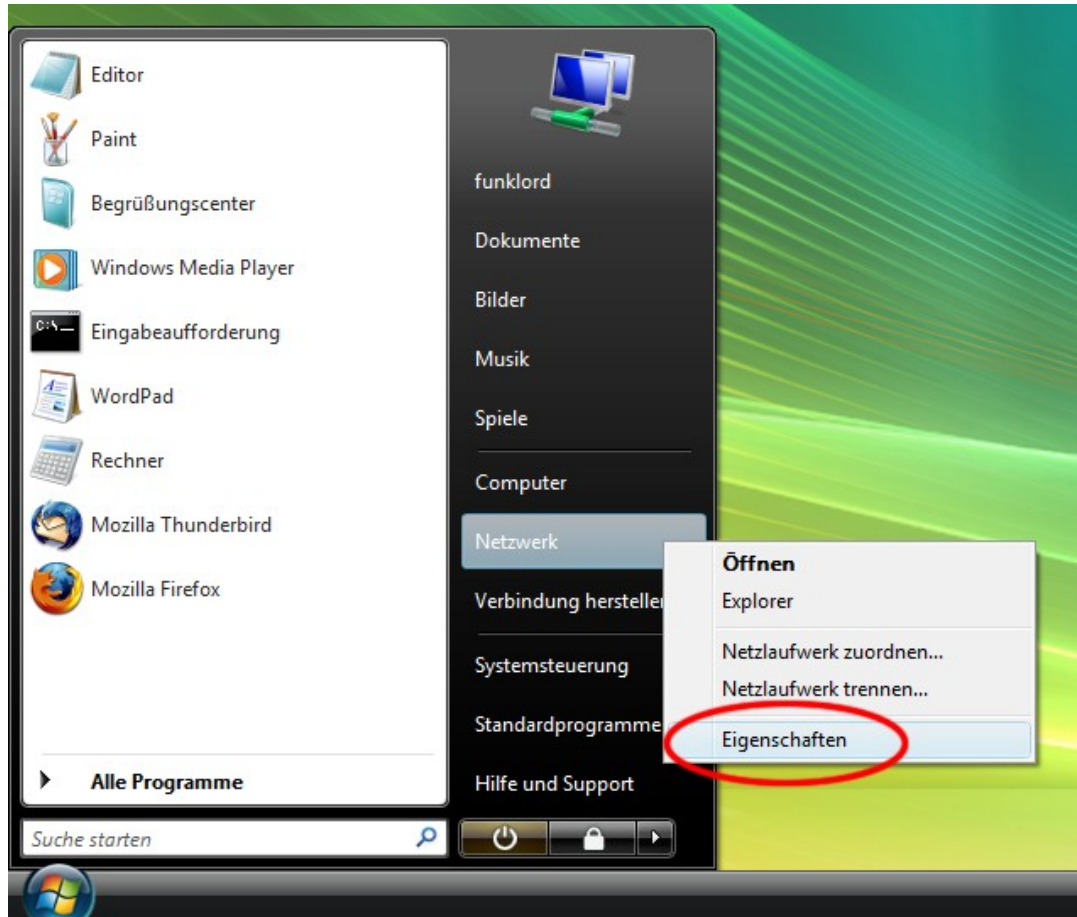 Editor
Paint
Begrüßungscenter
Windows Media Player
C:\
Eingabeaufforderung
WordPad
Rechner
Mozilla Thunderbird
Mozilla Firefox
Alle Programme
Suche starten
funklord
Dokumente
Bilder
Musik
Spiele
Computer
Netzwerk
Verbindung hersteller
Systemsteuerung
Standardprogramme
Hilfe und Support
Öffnen
Explorer
Netzlaufwerk zuordnen...
Netzlaufwerk trennen...
Eigenschaften